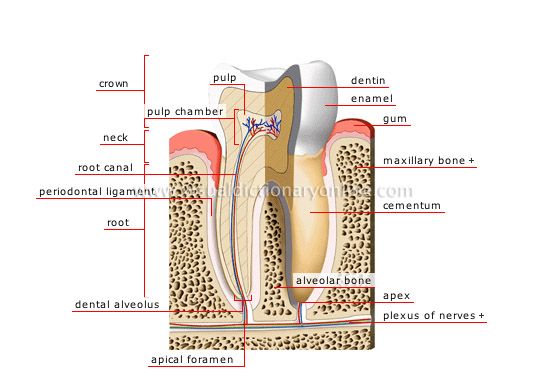 crown
pulp
pulp chamber
neck
root canal
periodontal ligament
root
dental alveolus
apical foramen
dentin
enamel
gum
maxillary bone +
cementum
alveolar bone
apex
plexus of nerves +